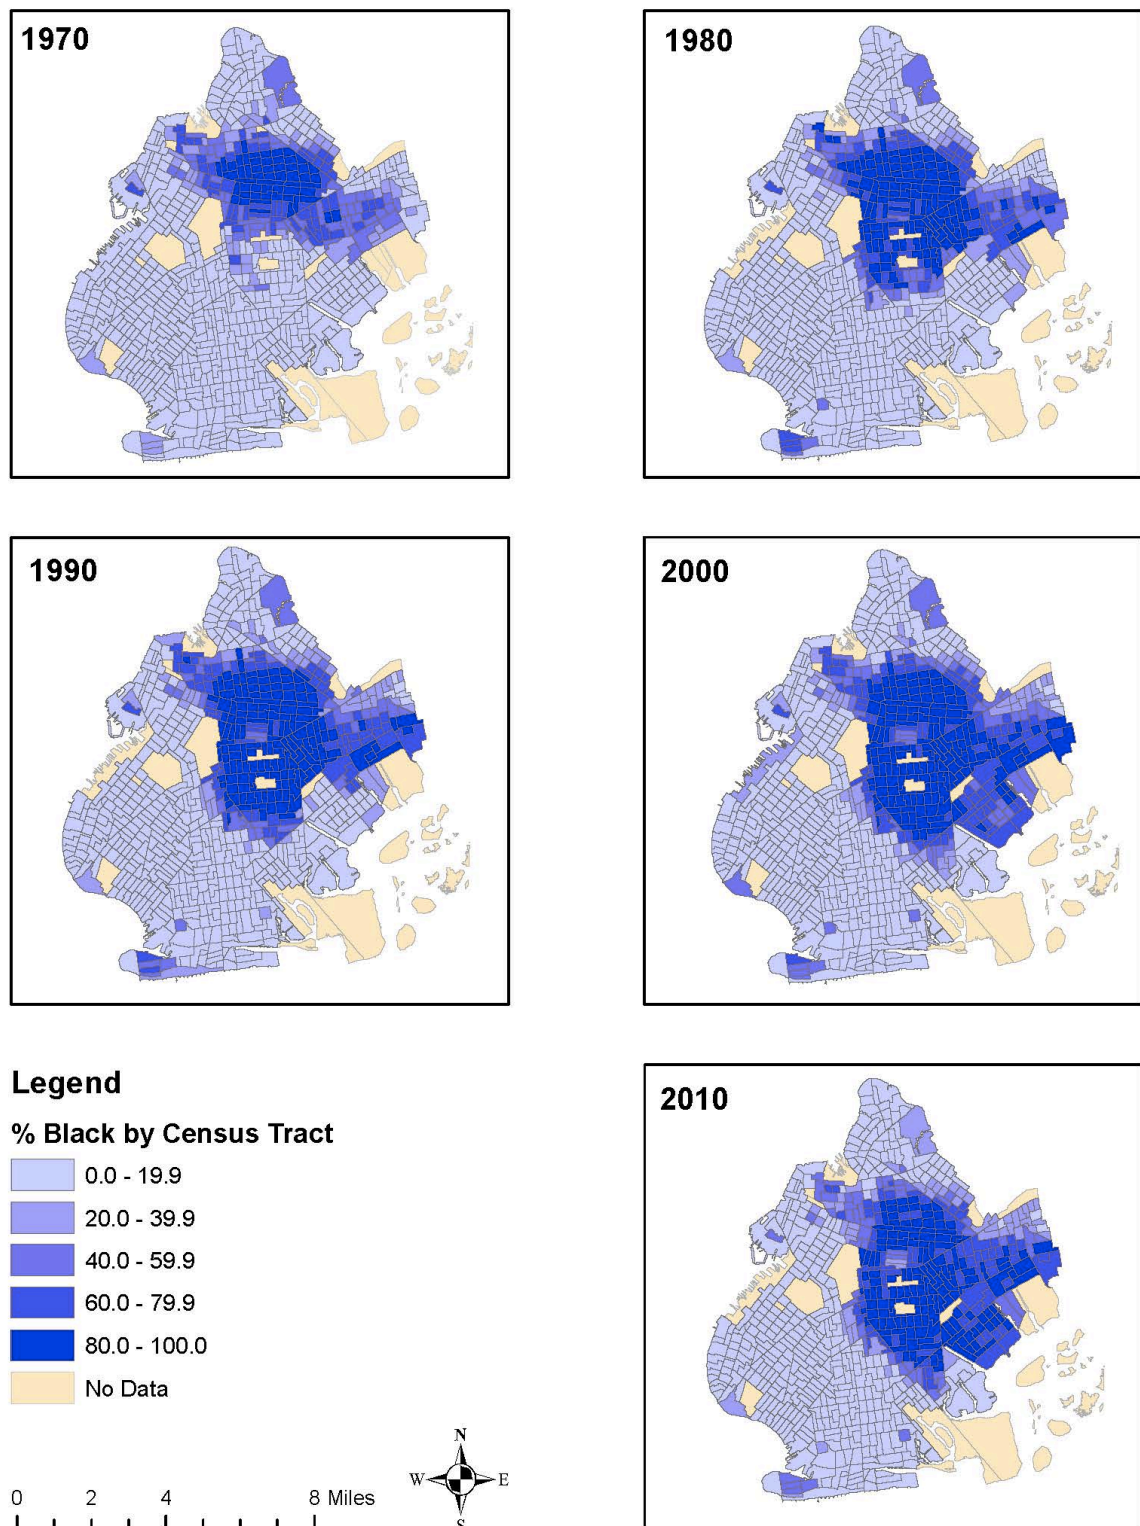 1970
1980
1990
2000
Legend
% Black by Census Tract
0.0 - 19.9
20.0 - 39.9
40.0 - 59.9
60.0 - 79.9
80.0 - 100.0
No Data
2010
N
W E
S
0 2 4 8 Miles